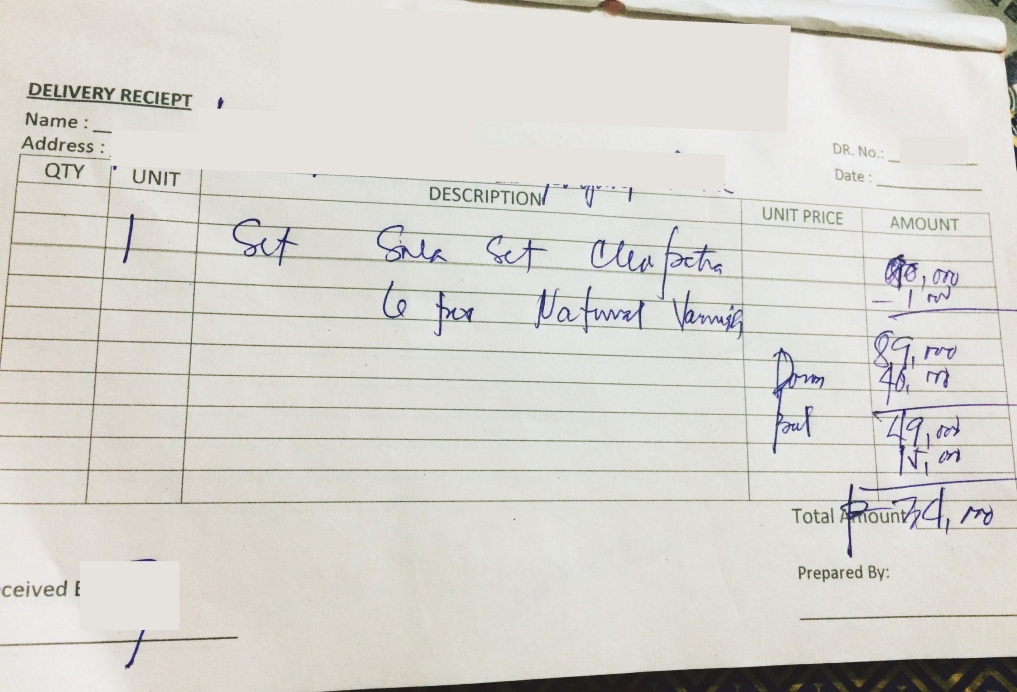 DELIVERY RECIEPT
Name :
Address :
DR. No.:
Date :
QTY UNIT DESCRIPTION UNIT PRICE AMOUNT
1 Set Sala Set Cleopatra 90,000
6 pcs Natural Varnish - 1 000
89,000
Down 40,000
bal 49,000
15,000
Total Amount ₱ 34,000
Prepared By:
ceived